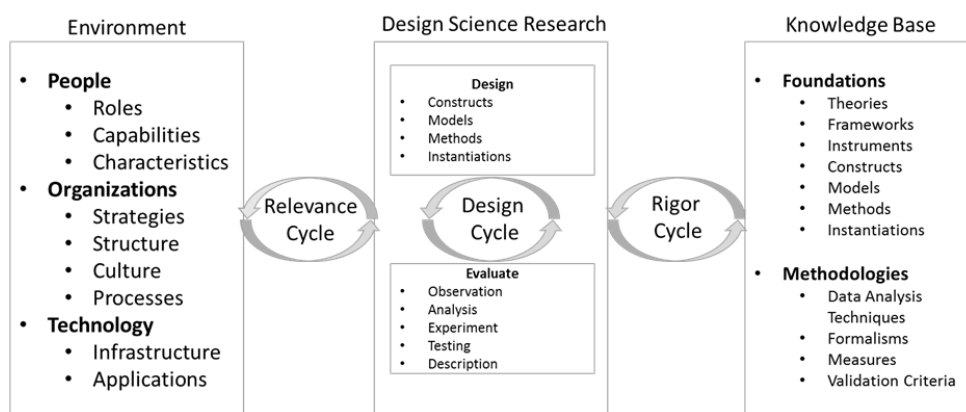 Environment
• People
• Roles
• Capabilities
• Characteristics
• Organizations
• Strategies
• Structure
• Culture
• Processes
• Technology
• Infrastructure
• Applications
Relevance
Cycle
Design Science Research
Design
• Constructs
• Models
• Methods
• Instantiations
Design
Cycle
Evaluate
• Observation
• Analysis
• Experiment
• Testing
• Description
Rigor
Cycle
Knowledge Base
• Foundations
• Theories
• Frameworks
• Instruments
• Constructs
• Models
• Methods
• Instantiations
• Methodologies
• Data Analysis
Techniques
• Formalisms
• Measures
• Validation Criteria